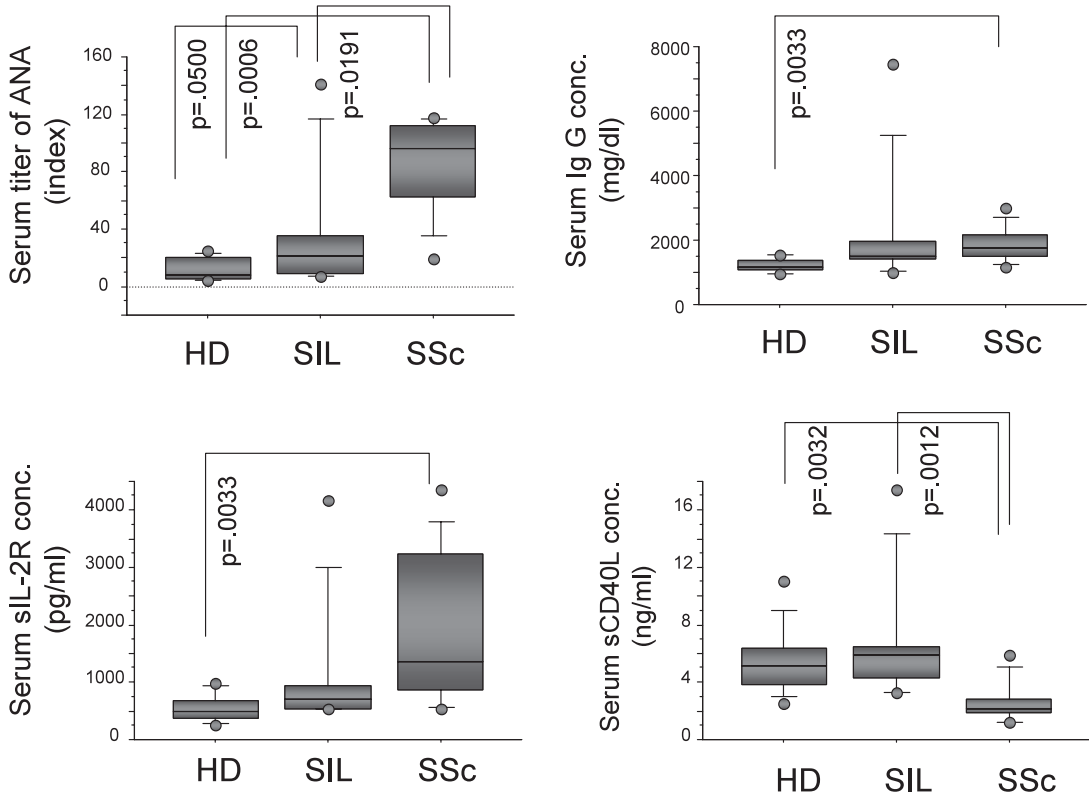 Serum titer of ANA
(index)
160
120
80
40
0
p=.0500
p=.0006
p=.0191
HD SIL SSc
Serum Ig G conc.
(mg/dl)
8000
6000
4000
2000
0
p=.0033
HD SIL SSc
Serum sIL-2R conc.
(pg/ml)
4000
3000
2000
1000
0
p=.0033
HD SIL SSc
Serum sCD40L conc.
(ng/ml)
16
12
8
4
0
p=.0032
p=.0012
HD SIL SSc